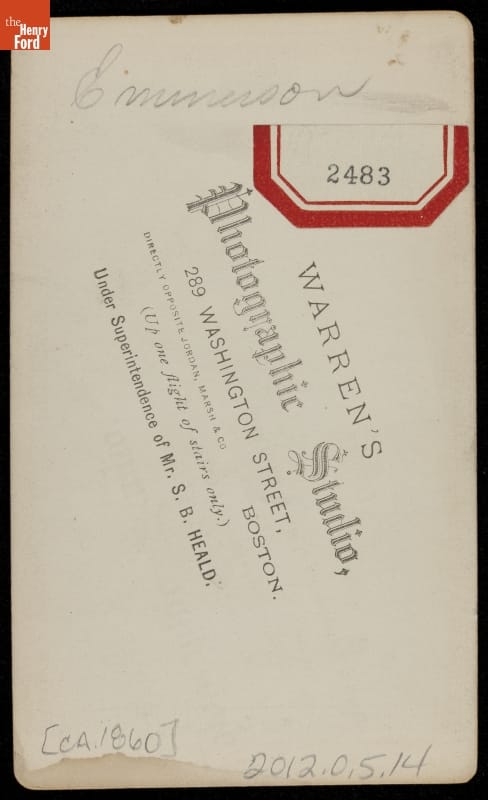 the
Henry
Ford
Emmerson
2483
WARREN'S
Photographic Studio,
289 WASHINGTON STREET, BOSTON.
DIRECTLY OPPOSITE JORDAN, MARSH & CO
(Up one flight of stairs only.)
Under Superintendence of Mr. S. B. HEALD.
[CA.1860]
2012.0.5.14